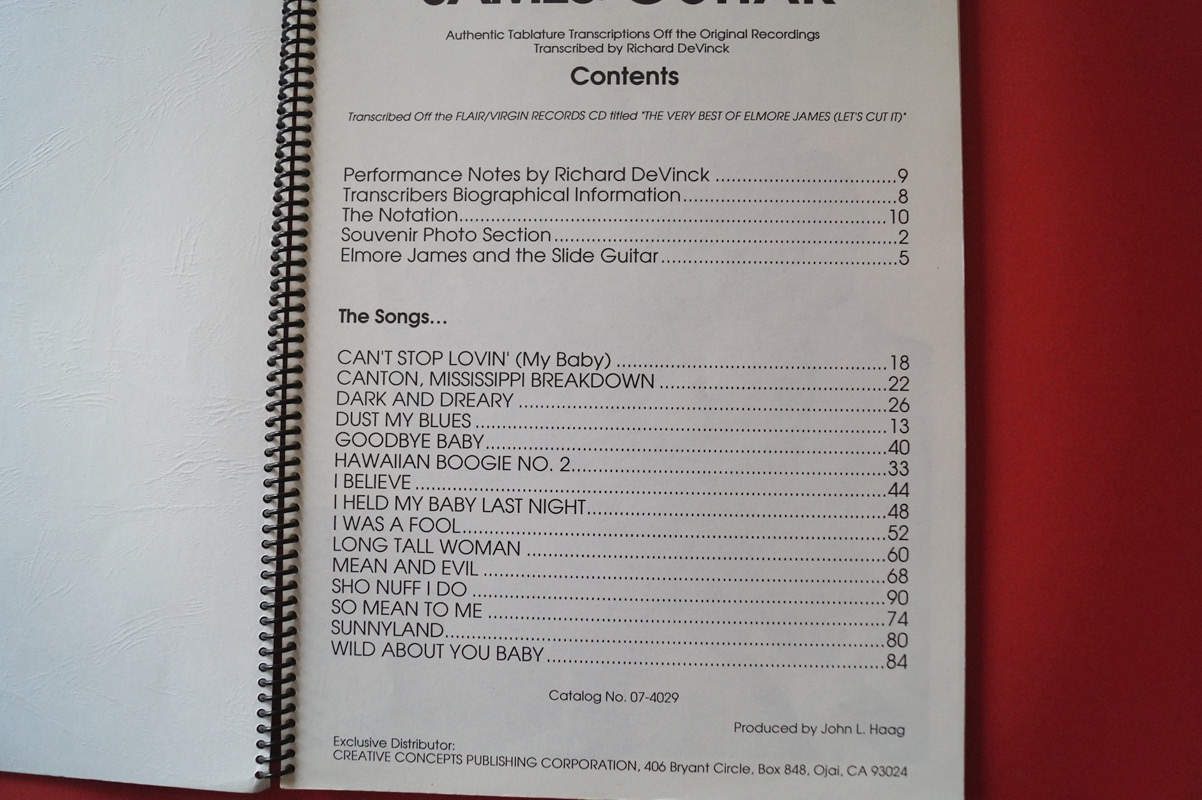 JAMES GUITAR
Authentic Tablature Transcriptions Off the Original Recordings
Transcribed by Richard DeVinck
Contents
Transcribed Off the FLAIR/VIRGIN RECORDS CD titled "THE VERY BEST OF ELMORE JAMES (LET'S CUT IT)"
Performance Notes by Richard DeVinck ........................................9
Transcribers Biographical Information........................................8
The Notation........................................10
Souvenir Photo Section........................................2
Elmore James and the Slide Guitar........................................5
The Songs...
CAN'T STOP LOVIN' (My Baby) ........................................18
CANTON, MISSISSIPPI BREAKDOWN ........................................22
DARK AND DREARY ........................................26
DUST MY BLUES ........................................13
GOODBYE BABY........................................40
HAWAIIAN BOOGIE NO. 2........................................33
I BELIEVE ........................................44
I HELD MY BABY LAST NIGHT........................................48
I WAS A FOOL........................................52
LONG TALL WOMAN ........................................60
MEAN AND EVIL ........................................68
SHO NUFF I DO ........................................90
SO MEAN TO ME ........................................74
SUNNYLAND........................................80
WILD ABOUT YOU BABY ........................................84
Catalog No. 07-4029
Produced by John L. Haag
Exclusive Distributor:
CREATIVE CONCEPTS PUBLISHING CORPORATION, 406 Bryant Circle, Box 848, Ojai, CA 93024